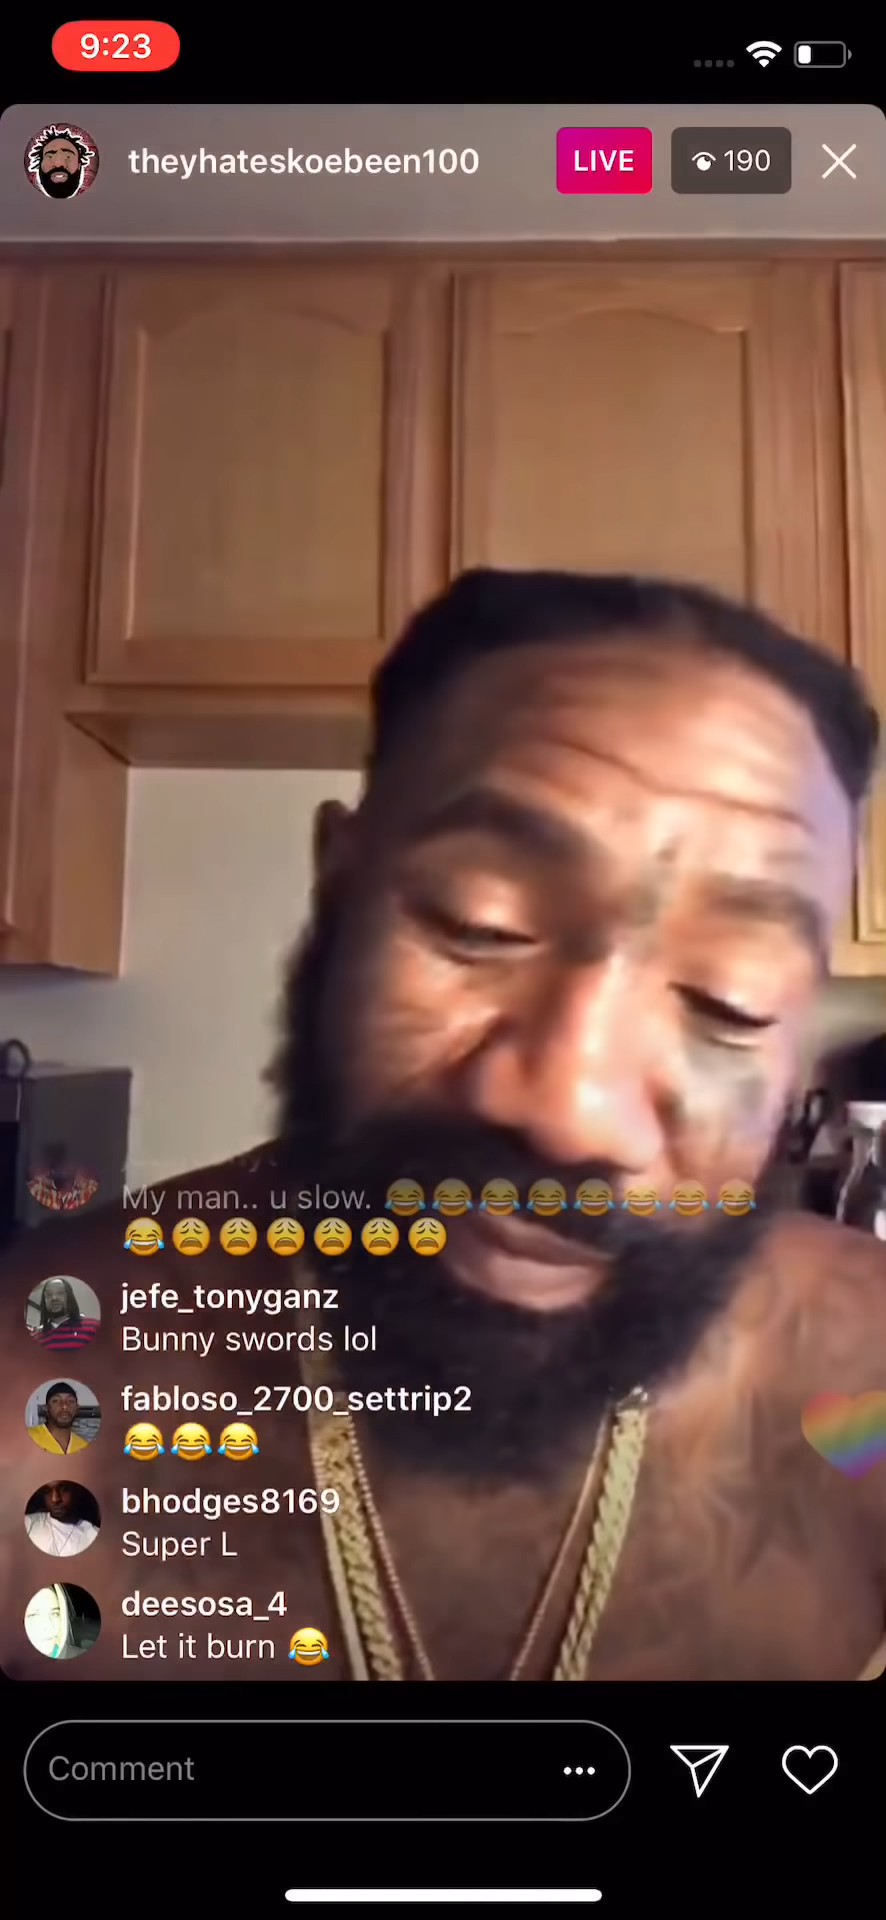 9:23
theyhateskoebeen100
LIVE
190
My man.. u slow. 😂😂😂😂😂😂😂😂
😂😩😩😩😩😩😩
jefe_tonyganz
Bunny swords lol
fabloso_2700_settrip2
😂😂😂
bhodges8169
Super L
deesosa_4
Let it burn 😂
Comment